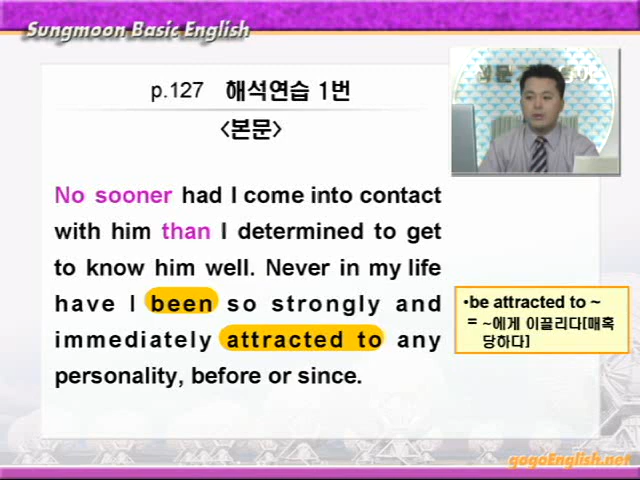 Sungmoon Basic English
p.127 해석연습 1번
<본문>
No sooner had I come into contact
with him than I determined to get
to know him well. Never in my life
have I been so strongly and
immediately attracted to any
personality, before or since.
•be attracted to ~
= ~에게 이끌리다[매혹
당하다]
gogoEnglish.net